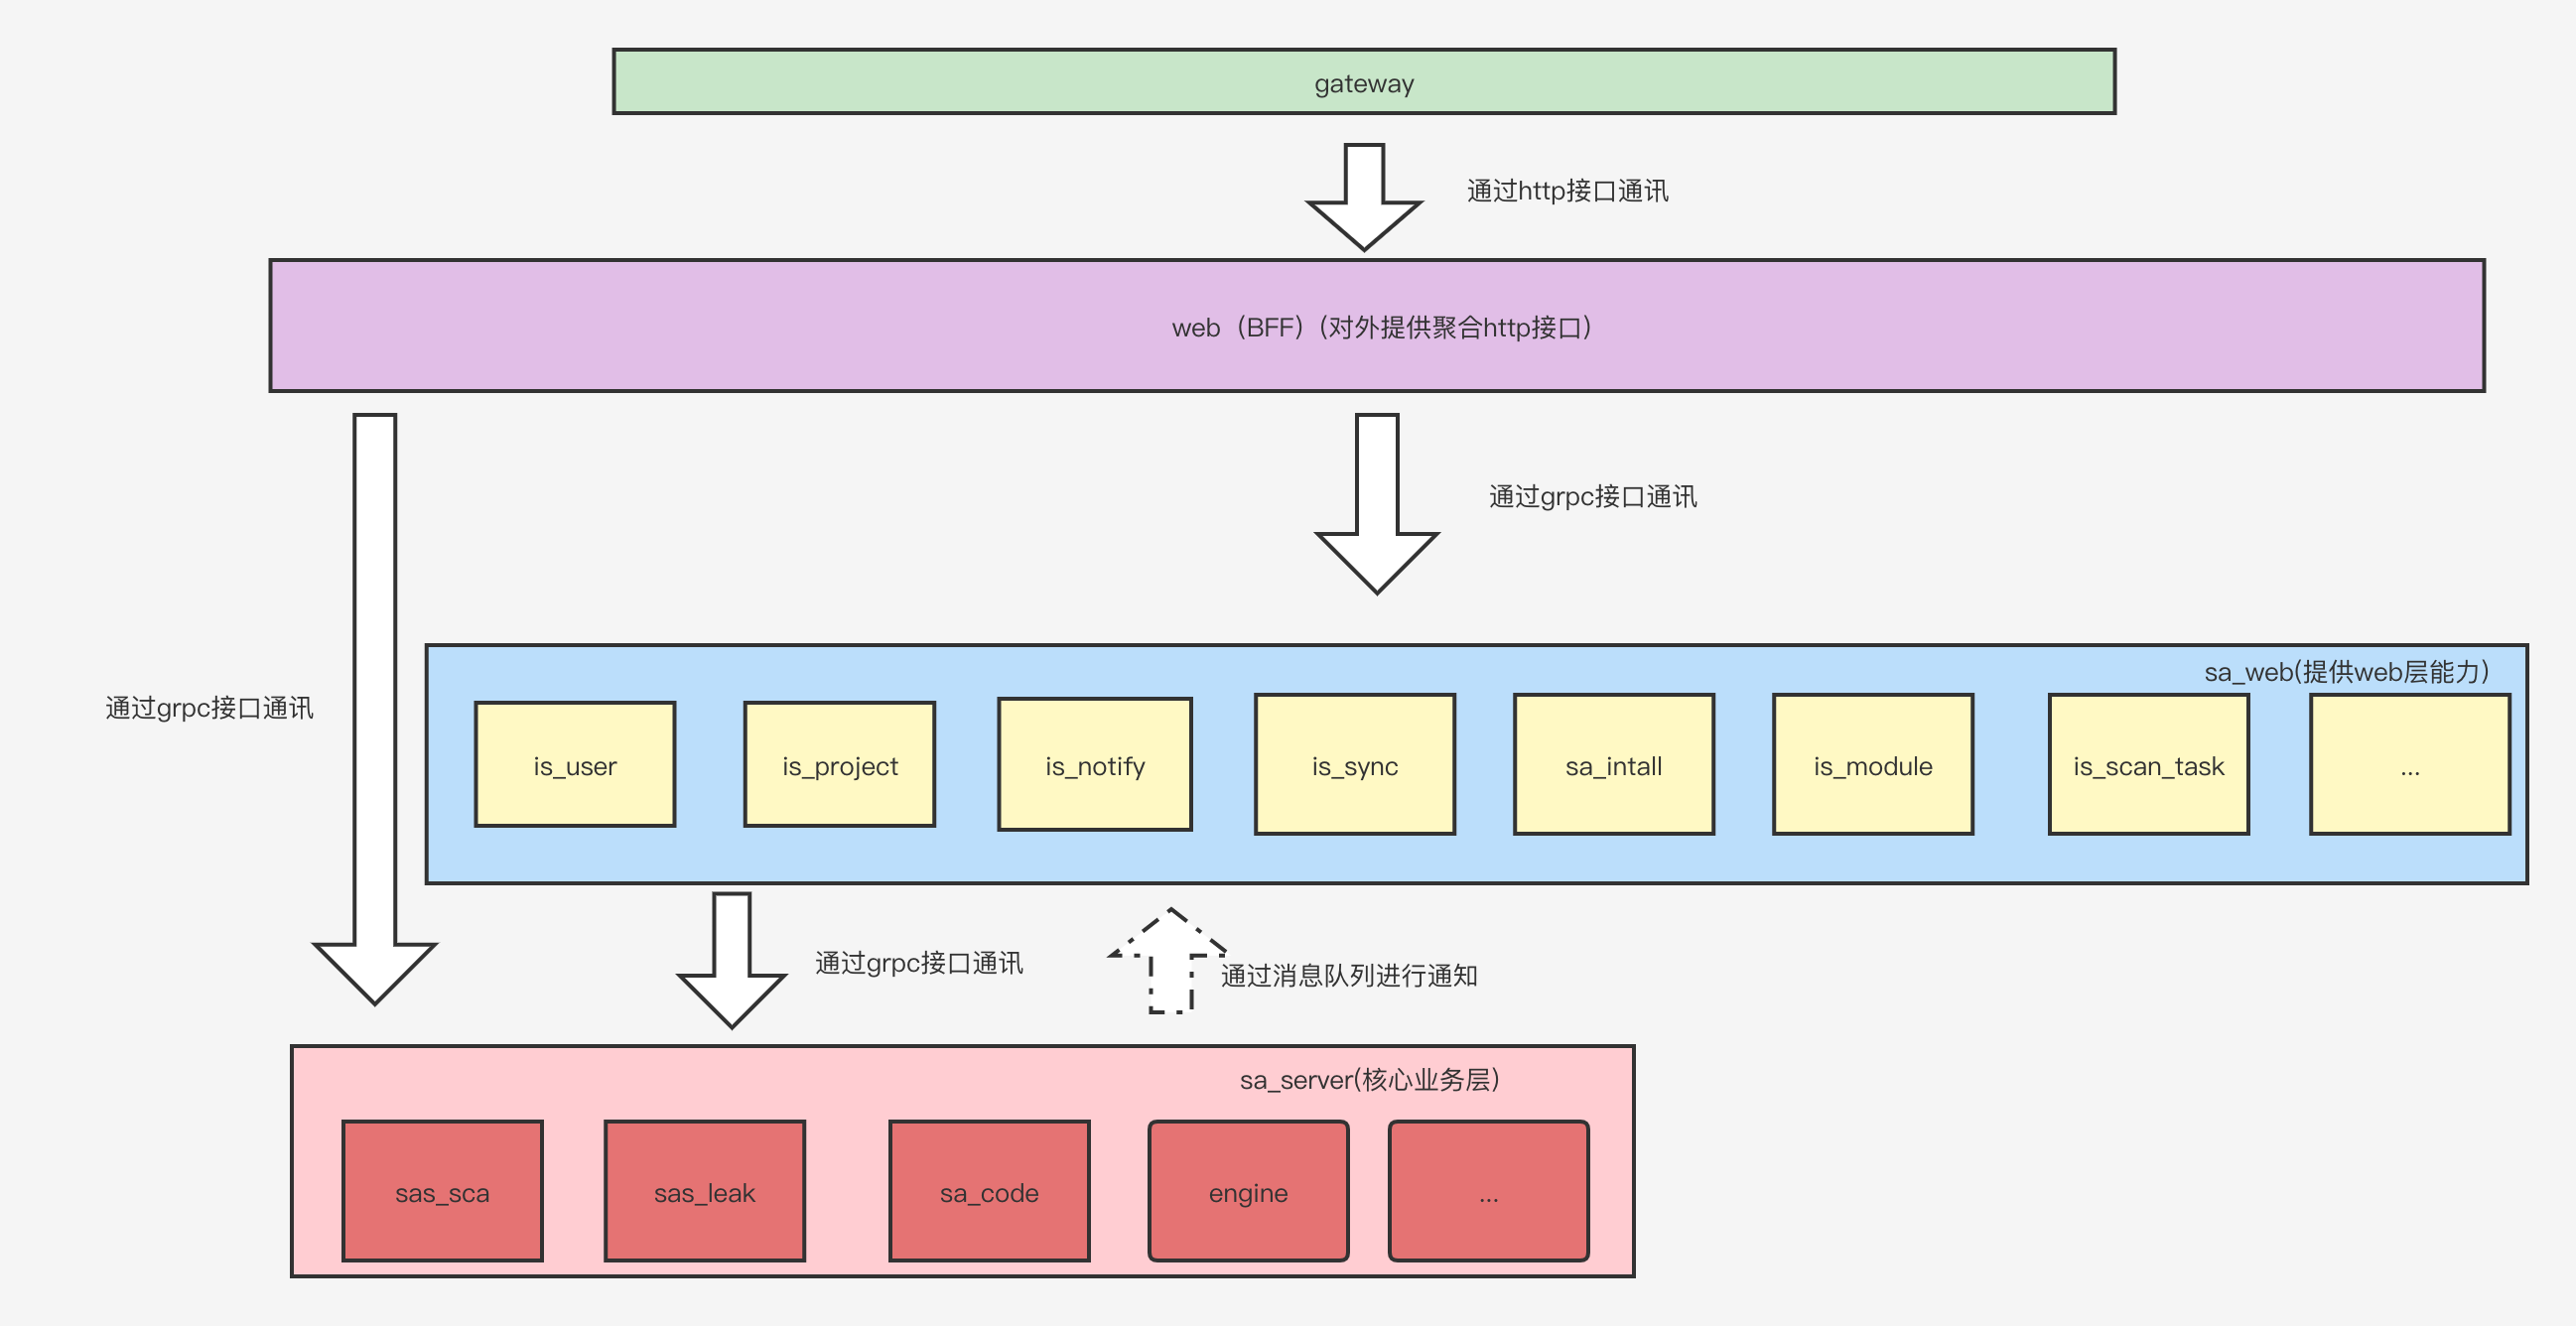 gateway
通过http接口通讯
web（BFF）(对外提供聚合http接口）
通过grpc接口通讯
通过grpc接口通讯
sa_web(提供web层能力)
is_user
is_project
is_notify
is_sync
sa_intall
is_module
is_scan_task
...
通过grpc接口通讯
通过消息队列进行通知
sa_server(核心业务层)
sas_sca
sas_leak
sa_code
engine
...